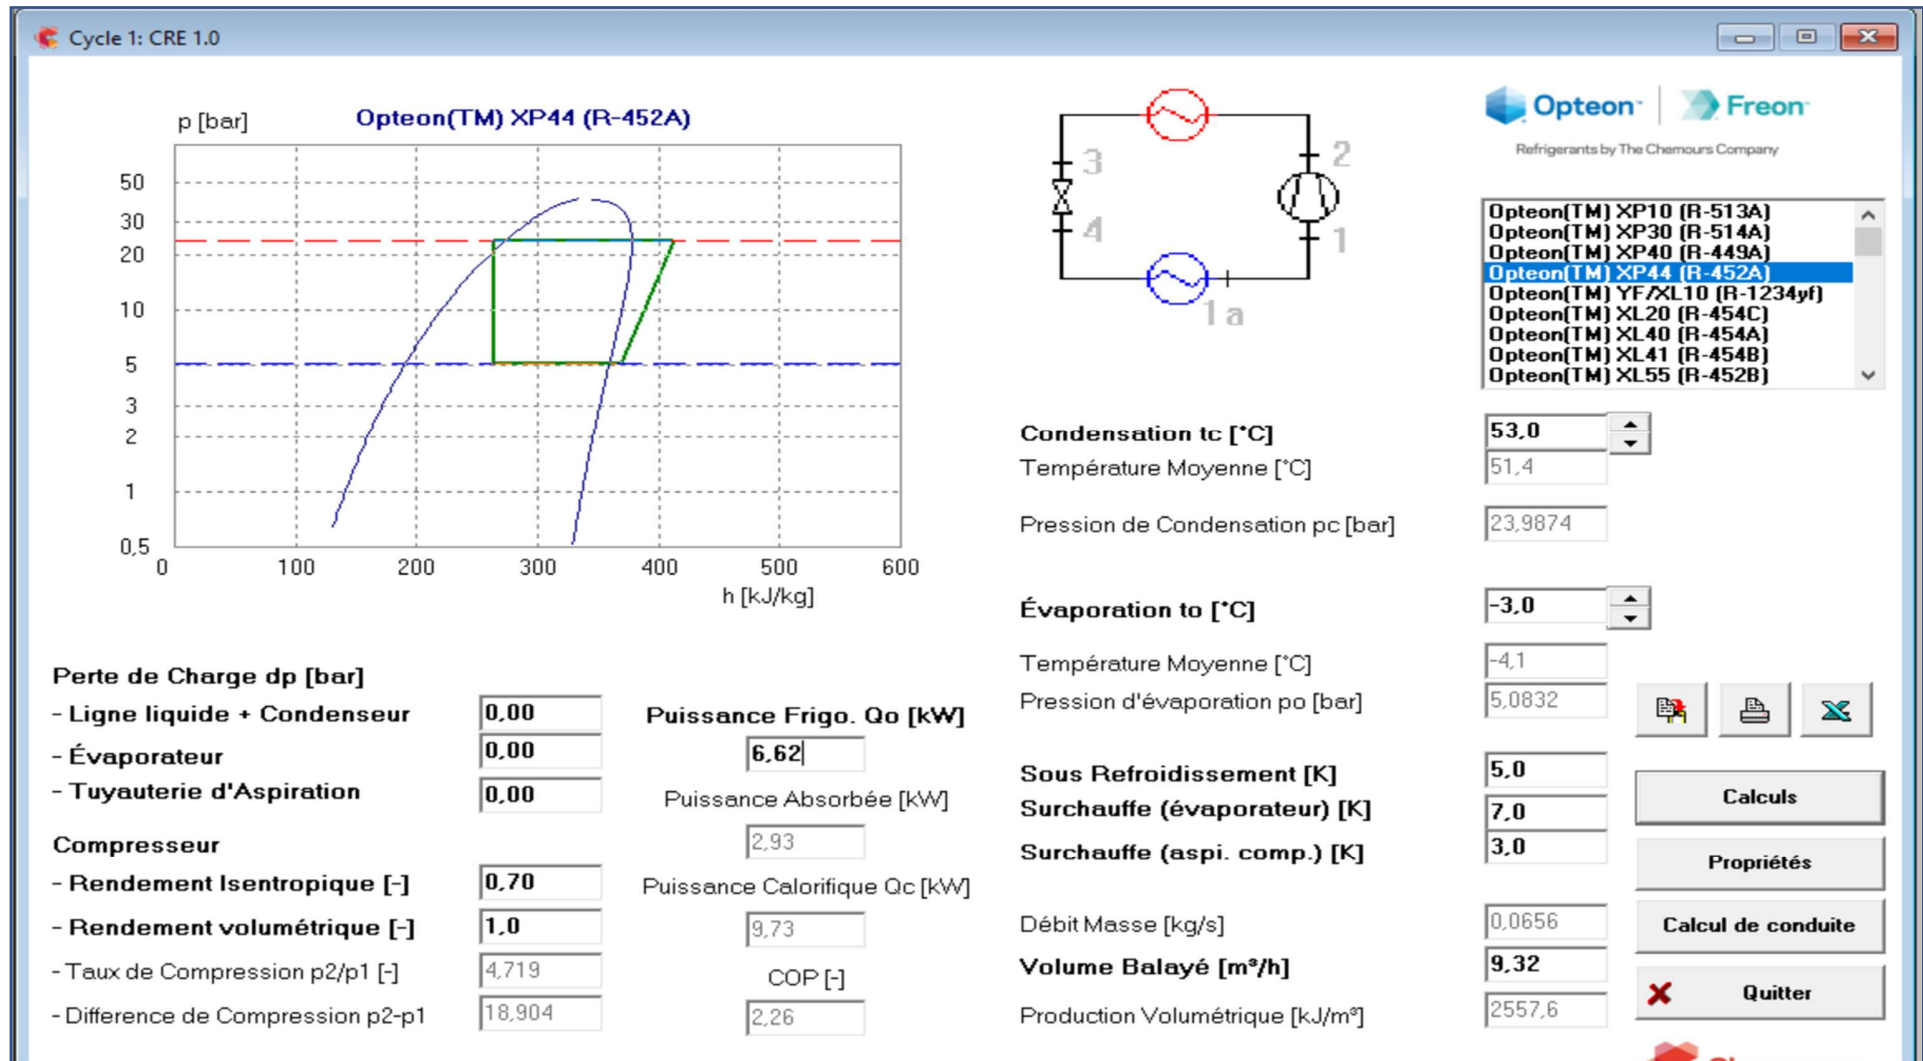 Cycle 1: CRE 1.0
p [bar]
Opteon(TM) XP44 (R-452A)
50
30
20
10
5
3
2
1
0,5
0 100 200 300 400 500 600
h [kJ/kg]
3
2
4
1
1a
Opteon™ Freon™
Refrigerants by The Chemours Company
Opteon(TM) XP10 (R-513A)
Opteon(TM) XP30 (R-514A)
Opteon(TM) XP40 (R-449A)
Opteon(TM) XP44 (R-452A)
Opteon(TM) YF/XL10 (R-1234yf)
Opteon(TM) XL20 (R-454C)
Opteon(TM) XL40 (R-454A)
Opteon(TM) XL41 (R-454B)
Opteon(TM) XL55 (R-452B)
Condensation tc [°C] 53,0
Température Moyenne [°C] 51,4
Pression de Condensation pc [bar] 23,9874
Évaporation to [°C] -3,0
Température Moyenne [°C] -4,1
Pression d'évaporation po [bar] 5,0832
Sous Refroidissement [K] 5,0
Surchauffe (évaporateur) [K] 7,0
Surchauffe (aspi. comp.) [K] 3,0
Débit Masse [kg/s] 0,0656
Volume Balayé [m³/h] 9,32
Production Volumétrique [kJ/m³] 2557,6
Calculs
Propriétés
Calcul de conduite
Quitter
Perte de Charge dp [bar]
- Ligne liquide + Condenseur 0,00
- Évaporateur 0,00
- Tuyauterie d'Aspiration 0,00
Compresseur
- Rendement Isentropique [-] 0,70
- Rendement volumétrique [-] 1,0
- Taux de Compression p2/p1 [-] 4,719
- Difference de Compression p2-p1 18,904
Puissance Frigo. Qo [kW]
6,62
Puissance Absorbée [kW]
2,93
Puissance Calorifique Qc [kW]
9,73
COP [-]
2,26